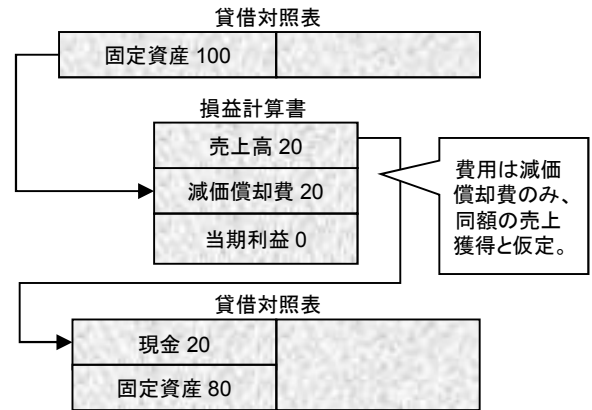 貸借対照表
固定資産 100
損益計算書
売上高 20
減価償却費 20
当期利益 0
費用は減価
償却費のみ、
同額の売上
獲得と仮定。
貸借対照表
現金 20
固定資産 80